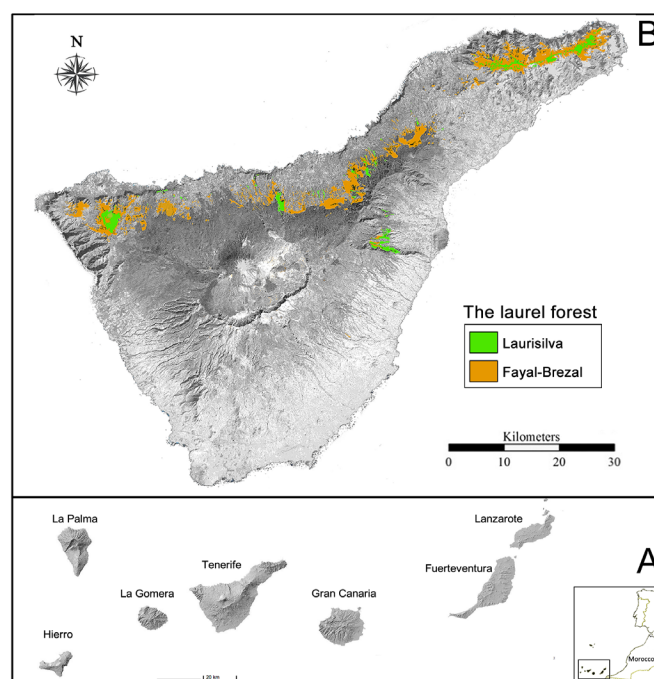 B
N
The laurel forest
Laurisilva
Fayal-Brezal
Kilometers
0 10 20 30
A
La Palma
Lanzarote
Tenerife
Fuerteventura
La Gomera
Gran Canaria
Hierro
Morocco
20 km